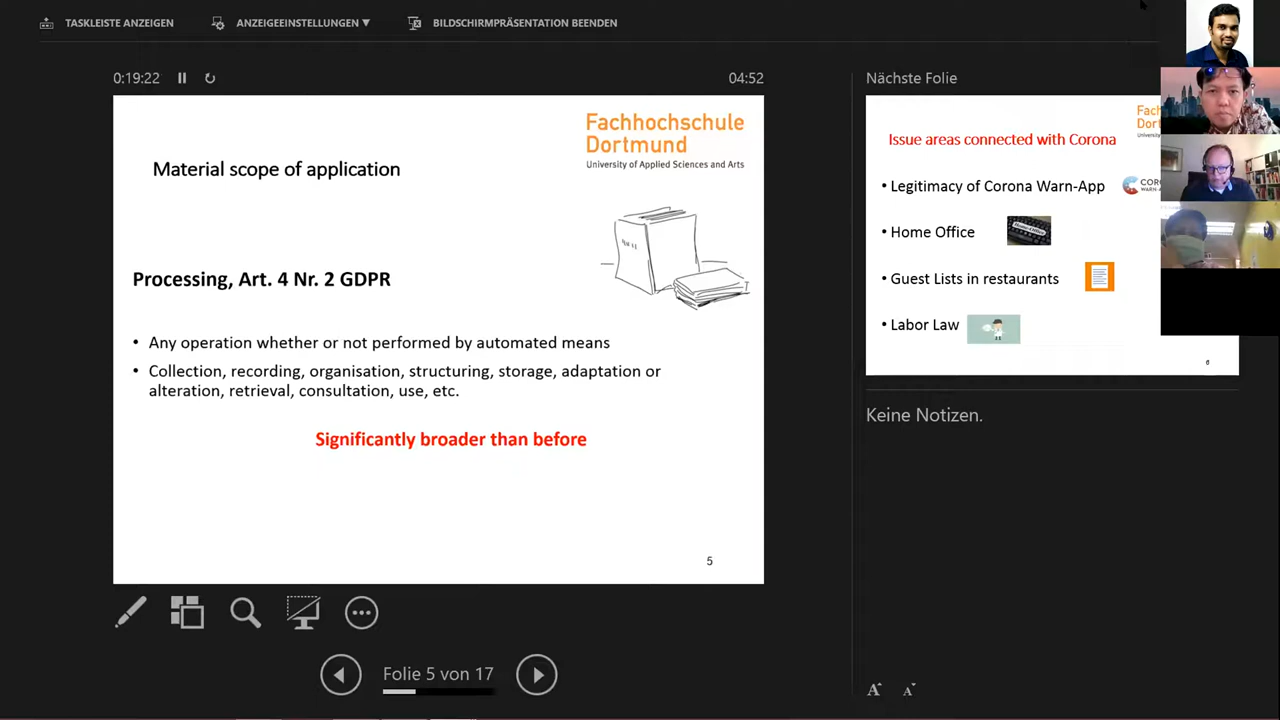 TASKLEISTE ANZEIGEN
ANZEIGEEINSTELLUNGEN ▼
BILDSCHIRMPRÄSENTATION BEENDEN
0:19:22
04:52
Fachhochschule
Dortmund
University of Applied Sciences and Arts
Material scope of application
Processing, Art. 4 Nr. 2 GDPR
• Any operation whether or not performed by automated means
• Collection, recording, organisation, structuring, storage, adaptation or
alteration, retrieval, consultation, use, etc.
Significantly broader than before
5
Folie 5 von 17
Nächste Folie
Issue areas connected with Corona
• Legitimacy of Corona Warn-App
• Home Office
• Guest Lists in restaurants
• Labor Law
6
Keine Notizen.
A A